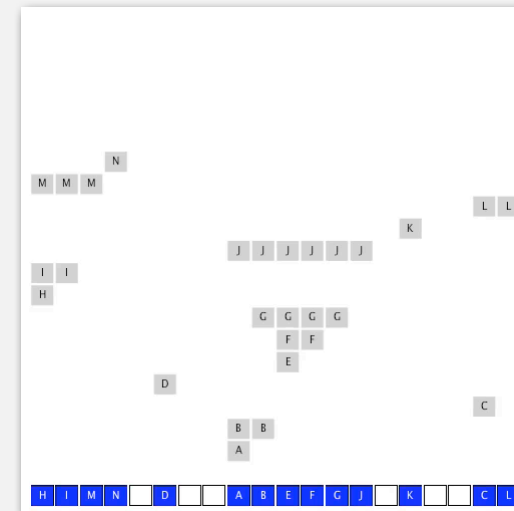 N
M M M
L L
K
J J J J J J
I I
H
G G G G
F F
E
D
C
B B
A
H I M N D A B E F G J K C L